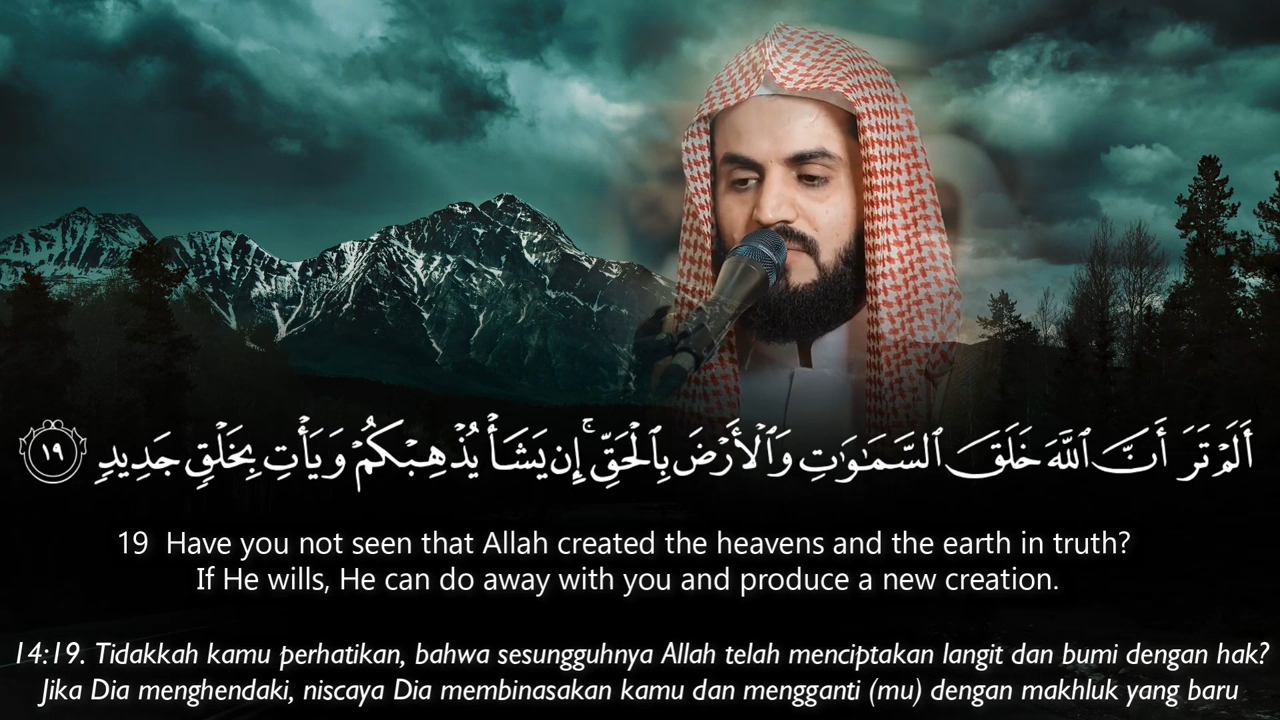 أَلَمْ تَرَ أَنَّ ٱللَّهَ خَلَقَ ٱلسَّمَـٰوَٰتِ وَٱلْأَرْضَ بِٱلْحَقِّ ۚ إِن يَشَأْ يُذْهِبْكُمْ وَيَأْتِ بِخَلْقٍ جَدِيدٍ ١٩
19 Have you not seen that Allah created the heavens and the earth in truth?
If He wills, He can do away with you and produce a new creation.
14:19. Tidakkah kamu perhatikan, bahwa sesungguhnya Allah telah menciptakan langit dan bumi dengan hak?
Jika Dia menghendaki, niscaya Dia membinasakan kamu dan mengganti (mu) dengan makhluk yang baru